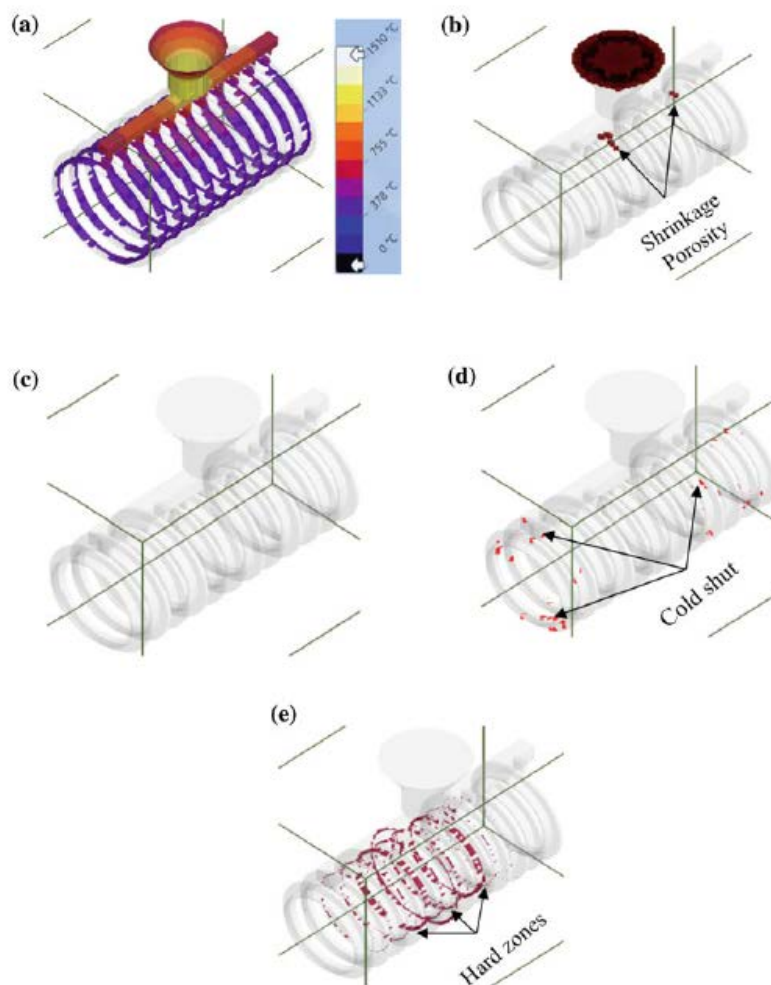 (a)
1510 °C
1133 °C
755 °C
378 °C
0 °C
(b)
Shrinkage
Porosity
(c)
(d)
Cold shut
(e)
Hard zones